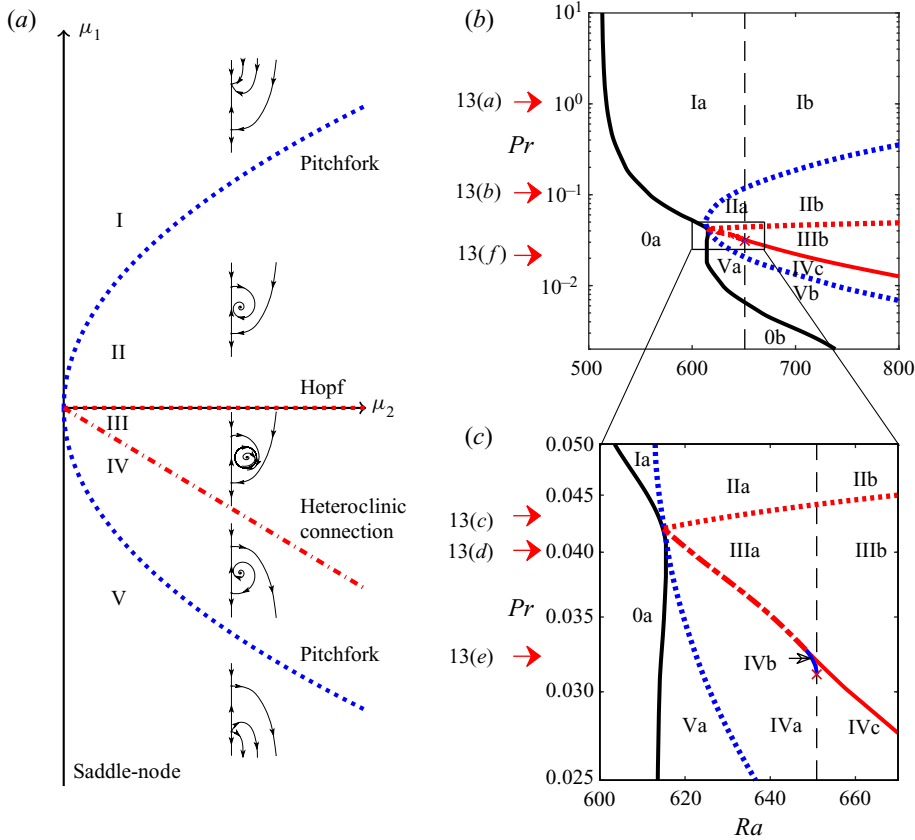 (a)
μ1
Pitchfork
I
II
Hopf
μ2
III
IV
Heteroclinic
connection
V
Pitchfork
Saddle-node
(b)
10^1
13(a)
10^0
Ia
Ib
Pr
13(b)
10^−1
IIa
IIb
0a
IIIb
13(f)
Va
IVc
10^−2
Vb
0b
500
600
700
800
(c)
0.050
Ia
IIa
IIb
0.045
13(c)
13(d)
0.040
IIIa
IIIb
Pr
0.035
0a
13(e)
IVb
0.030
Va
IVa
IVc
0.025
600
620
640
660
Ra